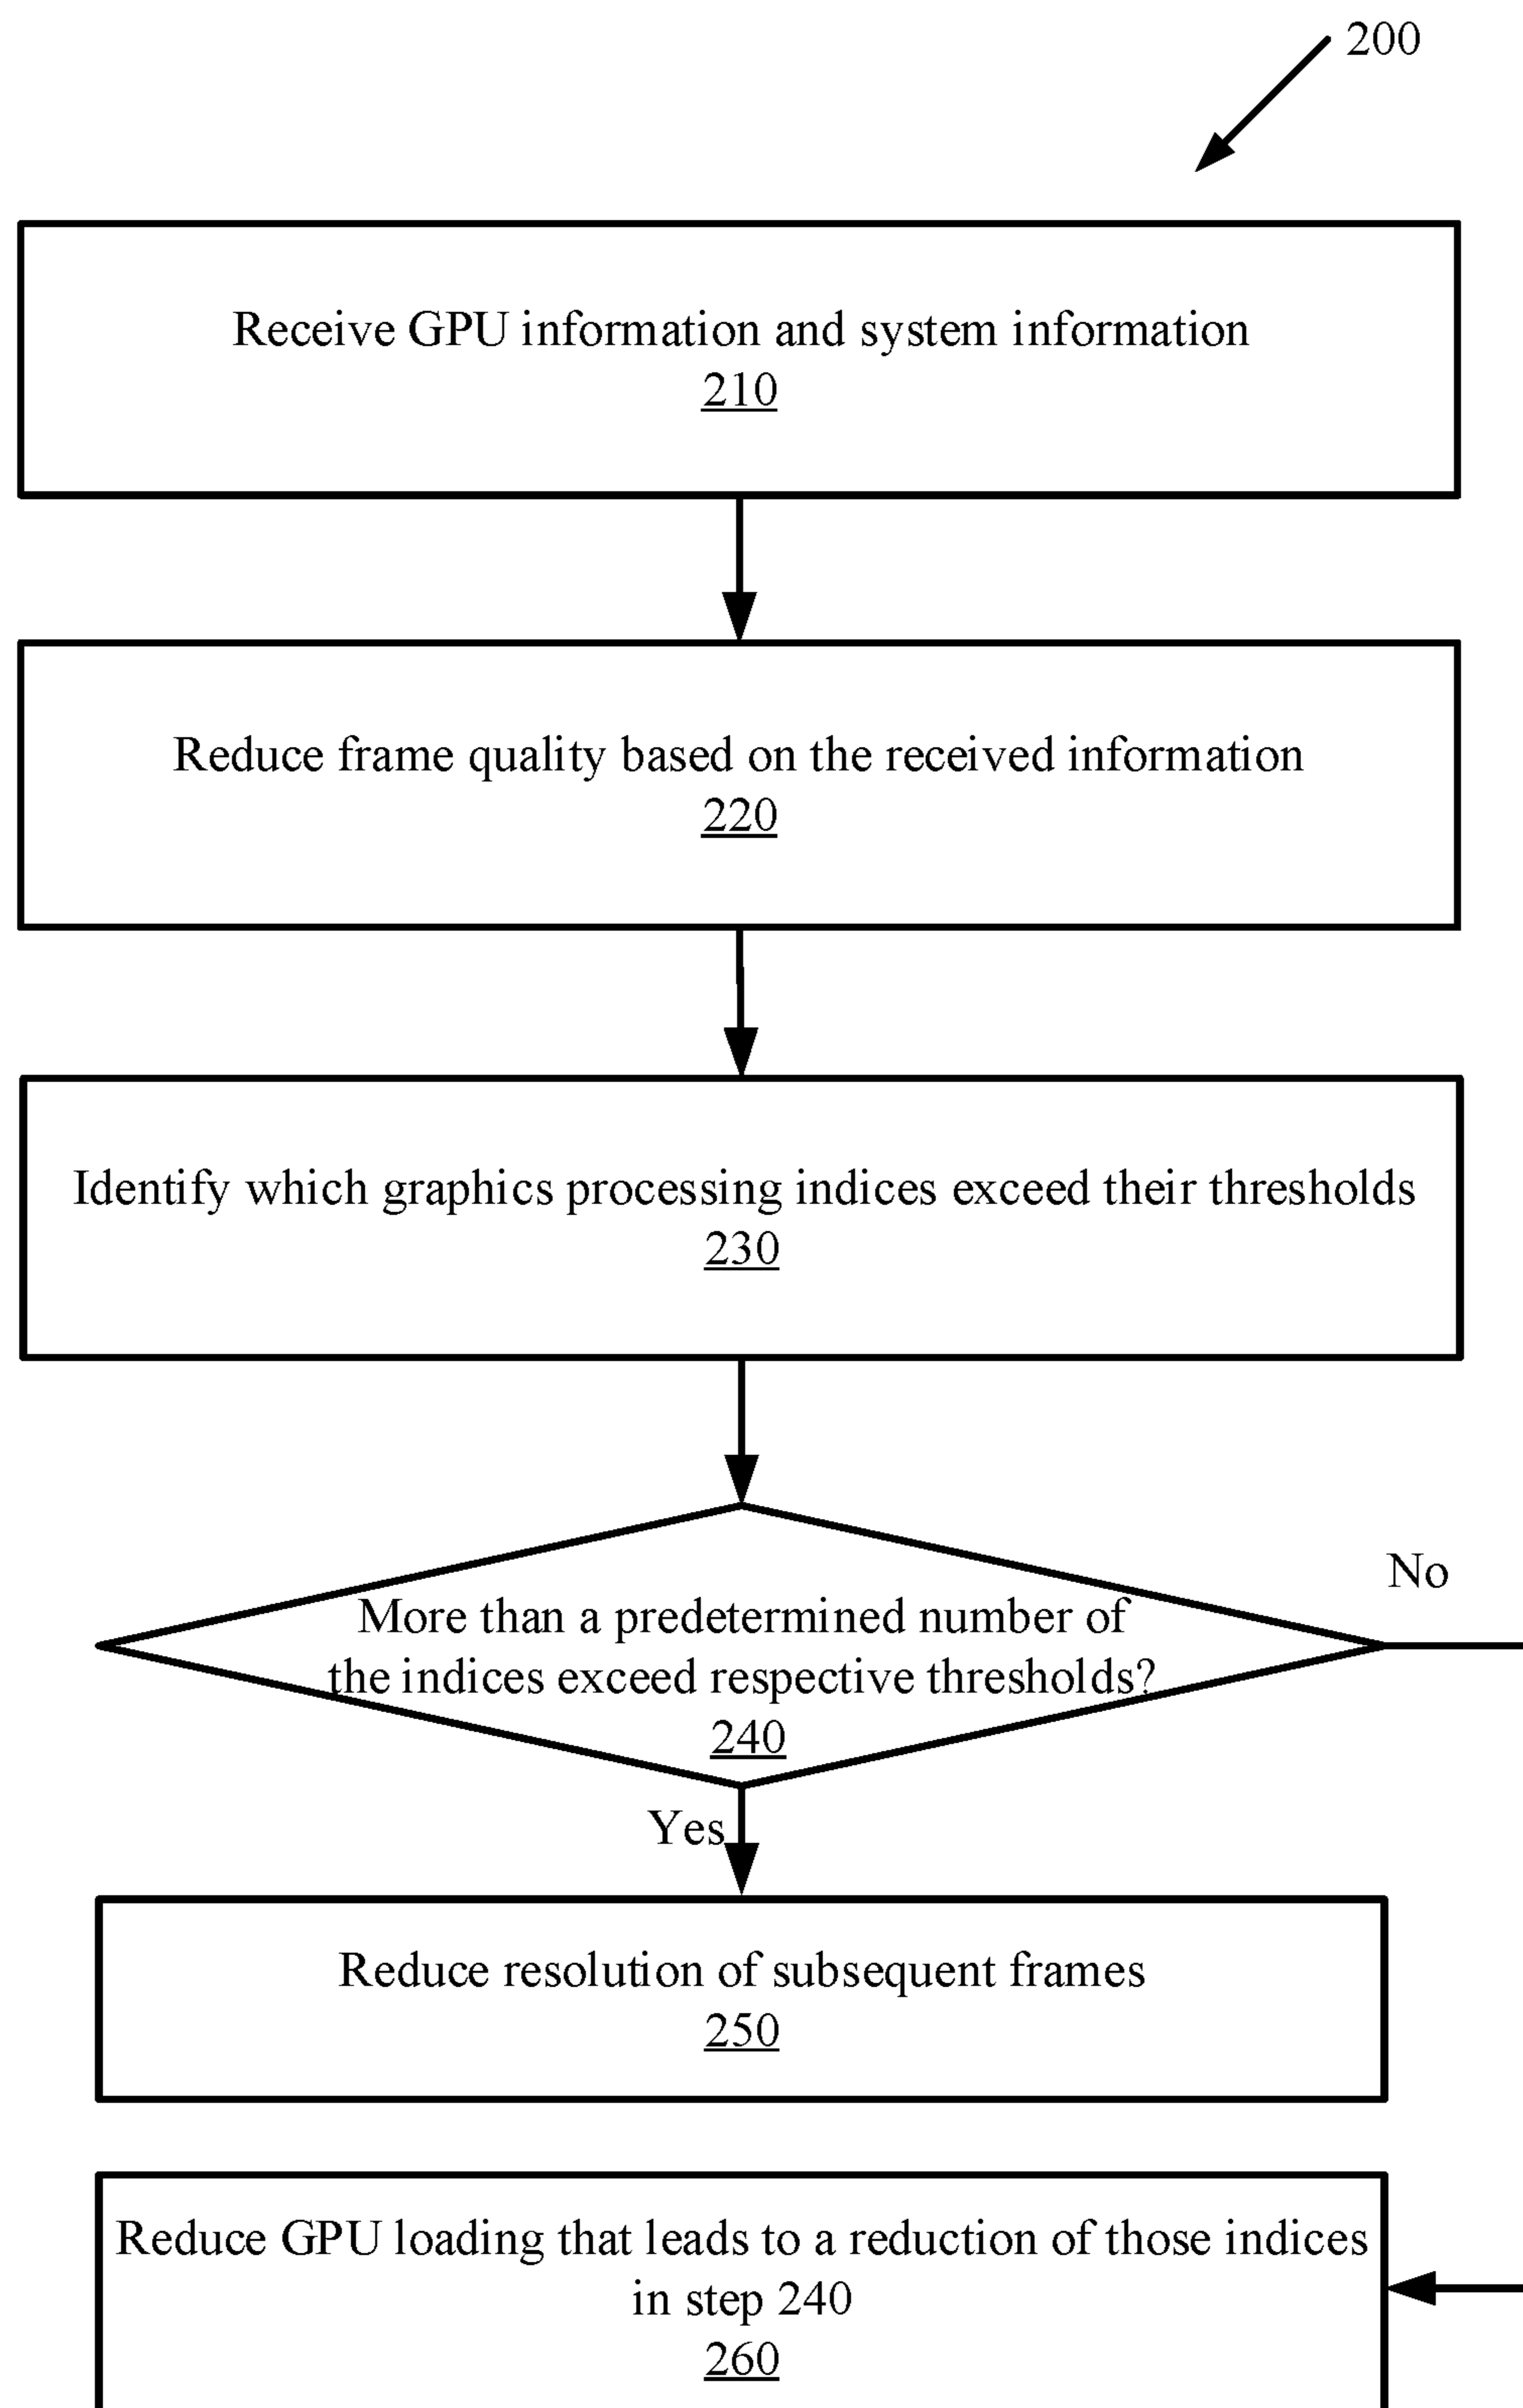 200
Receive GPU information and system information
210
Reduce frame quality based on the received information
220
Identify which graphics processing indices exceed their thresholds
230
More than a predetermined number of
the indices exceed respective thresholds?
240
No
Yes
Reduce resolution of subsequent frames
250
Reduce GPU loading that leads to a reduction of those indices
in step 240
260